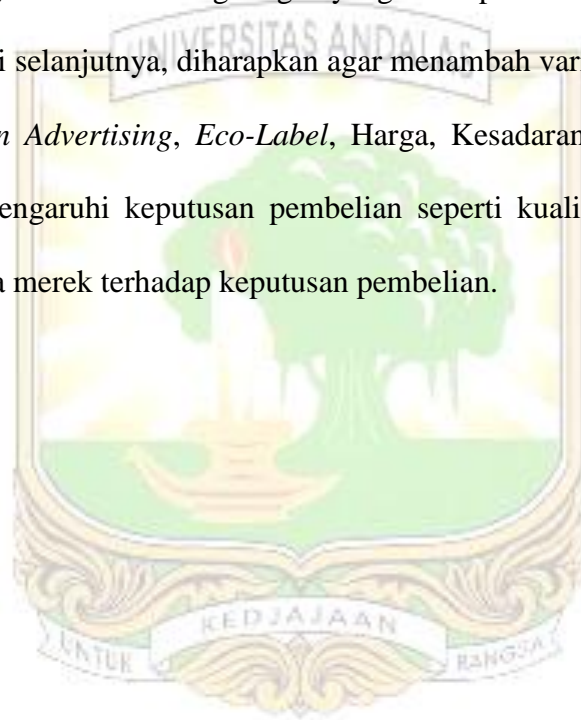 UNIVERSITAS ANDALAS
i selanjutnya, diharapkan agar menambah vari
n Advertising, Eco-Label, Harga, Kesadaran
engaruhi keputusan pembelian seperti kuali
a merek terhadap keputusan pembelian.
KEDJAJAAN
UNTUK
BANGSA